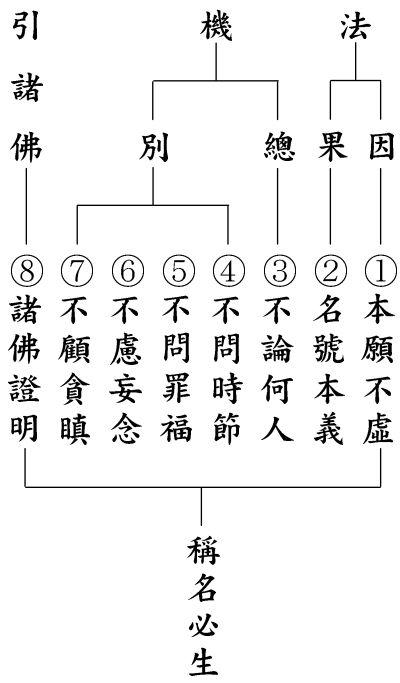 法
因
果
機
總
別
引諸佛
①本願不虛
②名號本義
③不論何人
④不問時節
⑤不問罪福
⑥不慮妄念
⑦不顧貪瞋
⑧諸佛證明
稱名必生